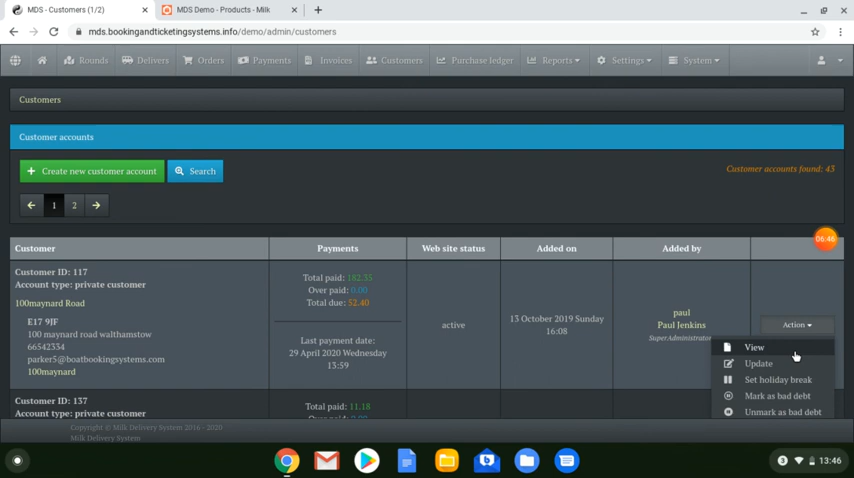 MDS - Customers (1/2)
MDS Demo - Products - Milk
mds.bookingandticketingsystems.info/demo/admin/customers
Rounds
Delivers
Orders
Payments
Invoices
Customers
Purchase ledger
Reports
Settings
System
Customers
Customer accounts
Create new customer account
Search
Customer accounts found: 43
1
2
06:46
Customer
Payments
Web site status
Added on
Added by
Customer ID: 117
Account type: private customer
100maynard Road
E17 9JF
100 maynard road walthamstow
66542334
parker5@boatbookingsystems.com
100maynard
Total paid: 182.35
Over paid: 0.00
Total due: 52.40
Last payment date:
29 April 2020 Wednesday
13:59
active
13 October 2019 Sunday
16:08
paul
Paul Jenkins
SuperAdministrator
Action
View
Update
Set holiday break
Mark as bad debt
Unmark as bad debt
Customer ID: 137
Account type: private customer
Total paid: 11.18
Copyright © Milk Delivery System 2016 - 2020
Milk Delivery System
3
13:46